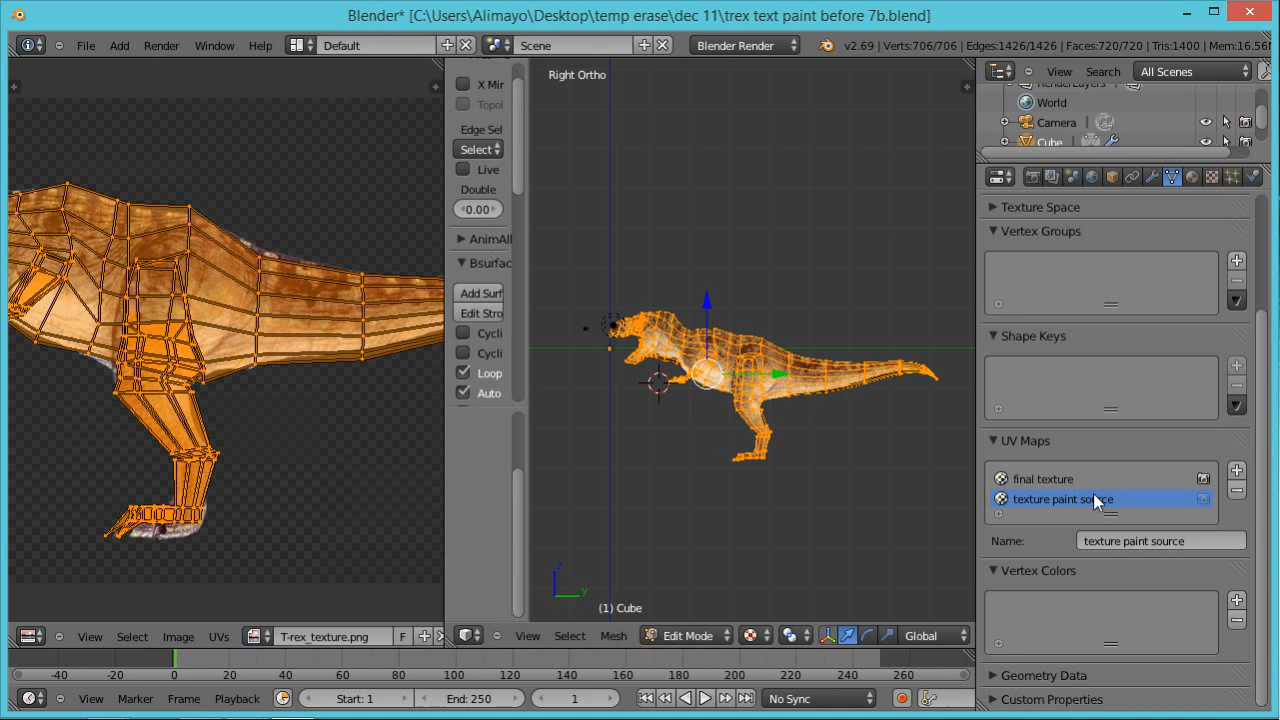 Blender* [C:\Users\Alimayo\Desktop\temp erase\dec 11\trex text paint before 7b.blend]
File Add Render Window Help Default Scene Blender Render v2.69 | Verts:706/706 | Edges:1426/1426 | Faces:720/720 | Tris:1400 | Mem:16.56
X Mir
Topol
Edge Sel
Select
Live
Double
0.00
AnimAll
Bsurfac
Add Surf
Edit Stro
Cycli
Cycli
Loop
Auto
Right Ortho
z
y
(1) Cube
View Search All Scenes
RenderLayers
World
Camera
Cube
Texture Space
Vertex Groups
Shape Keys
UV Maps
final texture
texture paint source
Name: texture paint source
Vertex Colors
Geometry Data
Custom Properties
View Select Image UVs T-rex_texture.png F
View Select Mesh Edit Mode Global
-40 -20 0 20 40 60 80 100 120 140 160 180 200 220 240 260
View Marker Frame Playback Start: 1 End: 250 1 No Sync